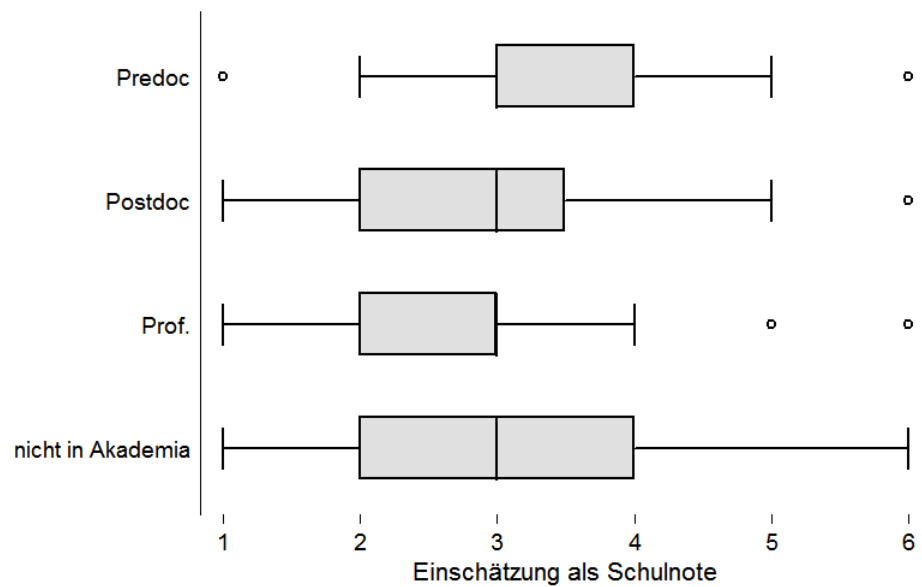 Predoc
Postdoc
Prof.
nicht in Akademia
1 2 3 4 5 6
Einschätzung als Schulnote